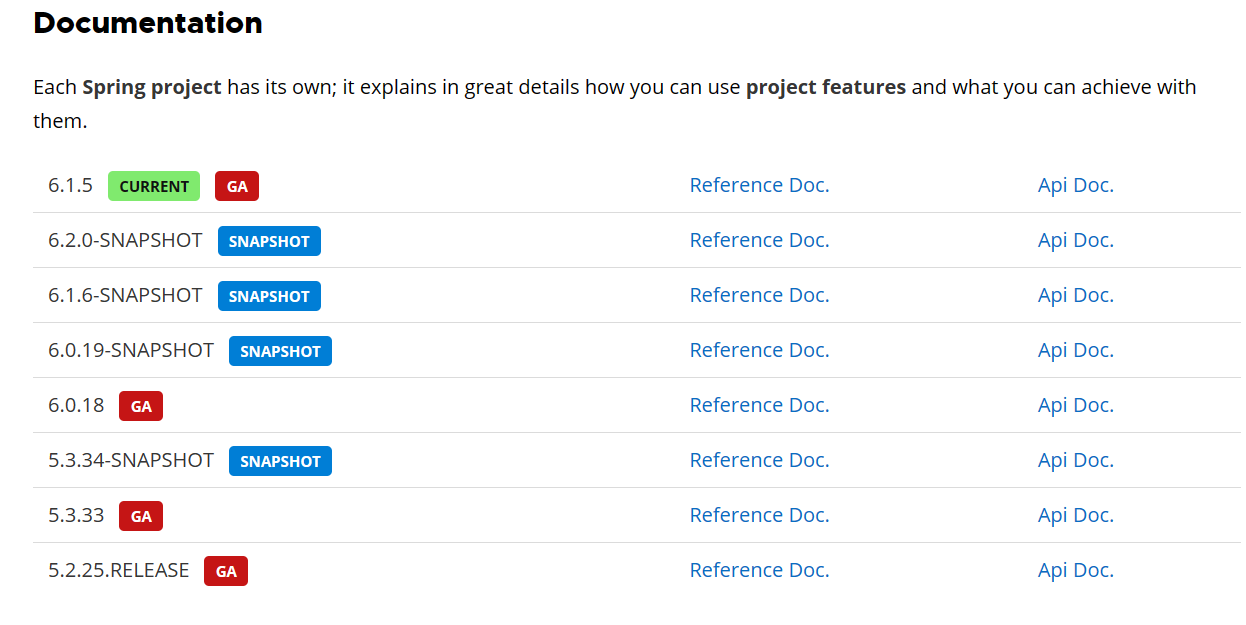 Documentation
Each Spring project has its own; it explains in great details how you can use project features and what you can achieve with
them.
6.1.5 CURRENT GA Reference Doc. Api Doc.
6.2.0-SNAPSHOT SNAPSHOT Reference Doc. Api Doc.
6.1.6-SNAPSHOT SNAPSHOT Reference Doc. Api Doc.
6.0.19-SNAPSHOT SNAPSHOT Reference Doc. Api Doc.
6.0.18 GA Reference Doc. Api Doc.
5.3.34-SNAPSHOT SNAPSHOT Reference Doc. Api Doc.
5.3.33 GA Reference Doc. Api Doc.
5.2.25.RELEASE GA Reference Doc. Api Doc.